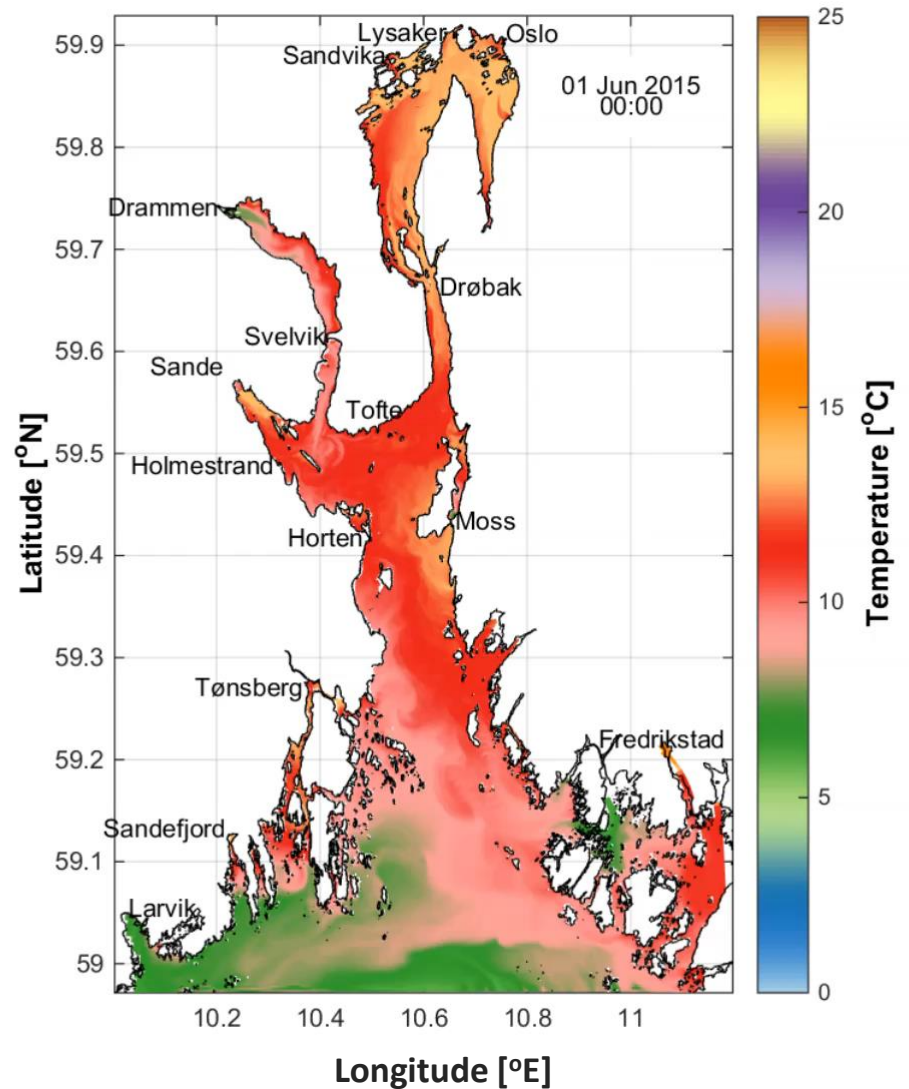 59.9
59.8
59.7
59.6
59.5
59.4
59.3
59.2
59.1
59
Latitude [°N]
Lysaker
Oslo
Sandvika
01 Jun 2015
00:00
Drammen
Drøbak
Svelvik
Sande
Tofte
Holmestrand
Moss
Horten
Tønsberg
Fredrikstad
Sandefjord
Larvik
10.2
10.4
10.6
10.8
11
Longitude [°E]
25
20
15
10
5
0
Temperature [°C]